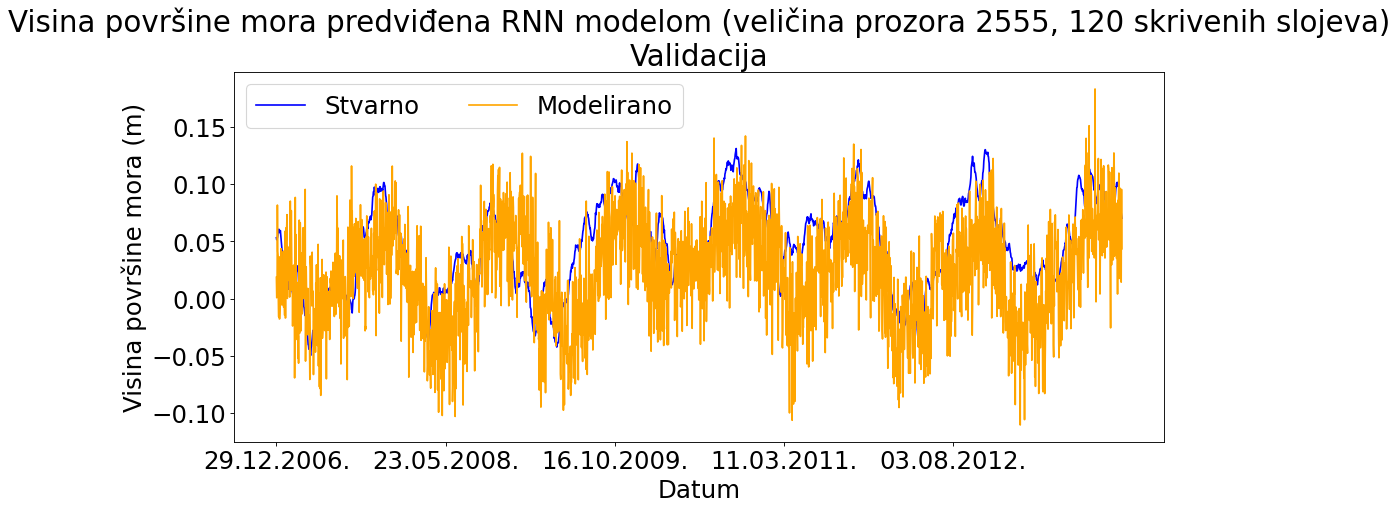 Visina površine mora predviđena RNN modelom (veličina prozora 2555, 120 skrivenih slojeva)
Validacija
Stvarno Modelirano
Visina površine mora (m)
0.15
0.10
0.05
0.00
−0.05
−0.10
29.12.2006. 23.05.2008. 16.10.2009. 11.03.2011. 03.08.2012.
Datum